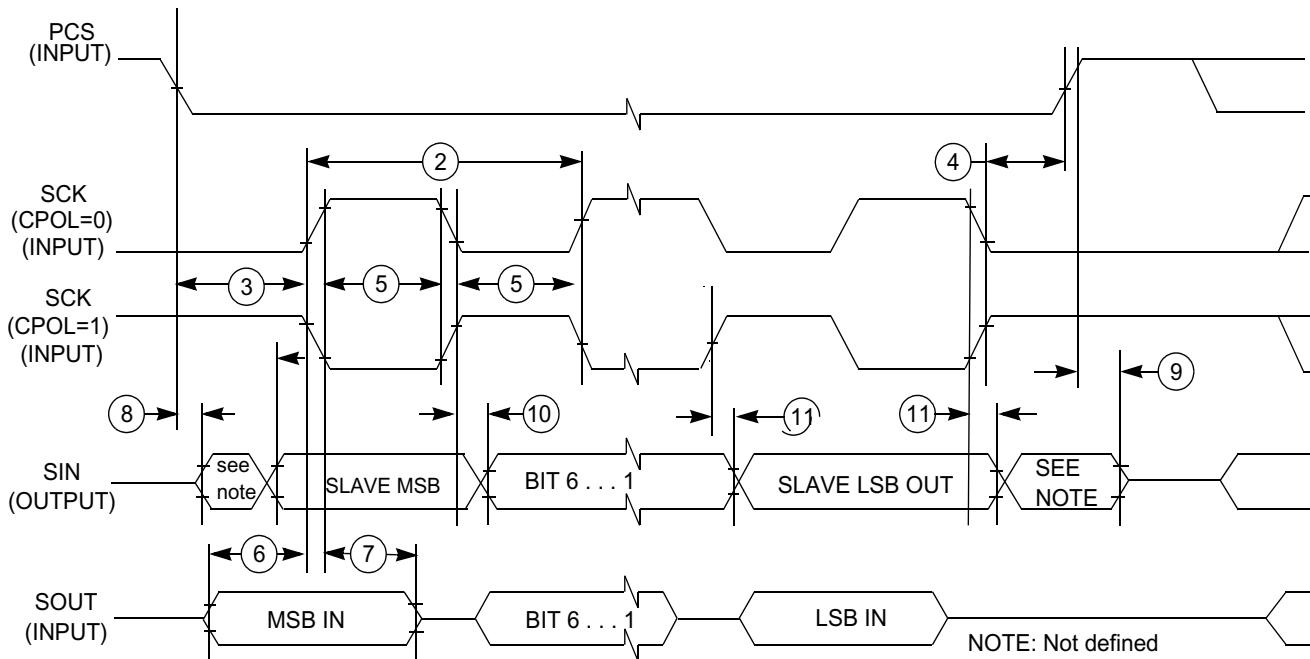 PCS
(INPUT)
2
4
SCK
(CPOL=0)
(INPUT)
3
5
5
SCK
(CPOL=1)
(INPUT)
9
8
10
11
11
SIN
(OUTPUT)
see
note
SLAVE MSB
BIT 6 . . . 1
SLAVE LSB OUT
SEE
NOTE
6
7
SOUT
(INPUT)
MSB IN
BIT 6 . . . 1
LSB IN
NOTE: Not defined